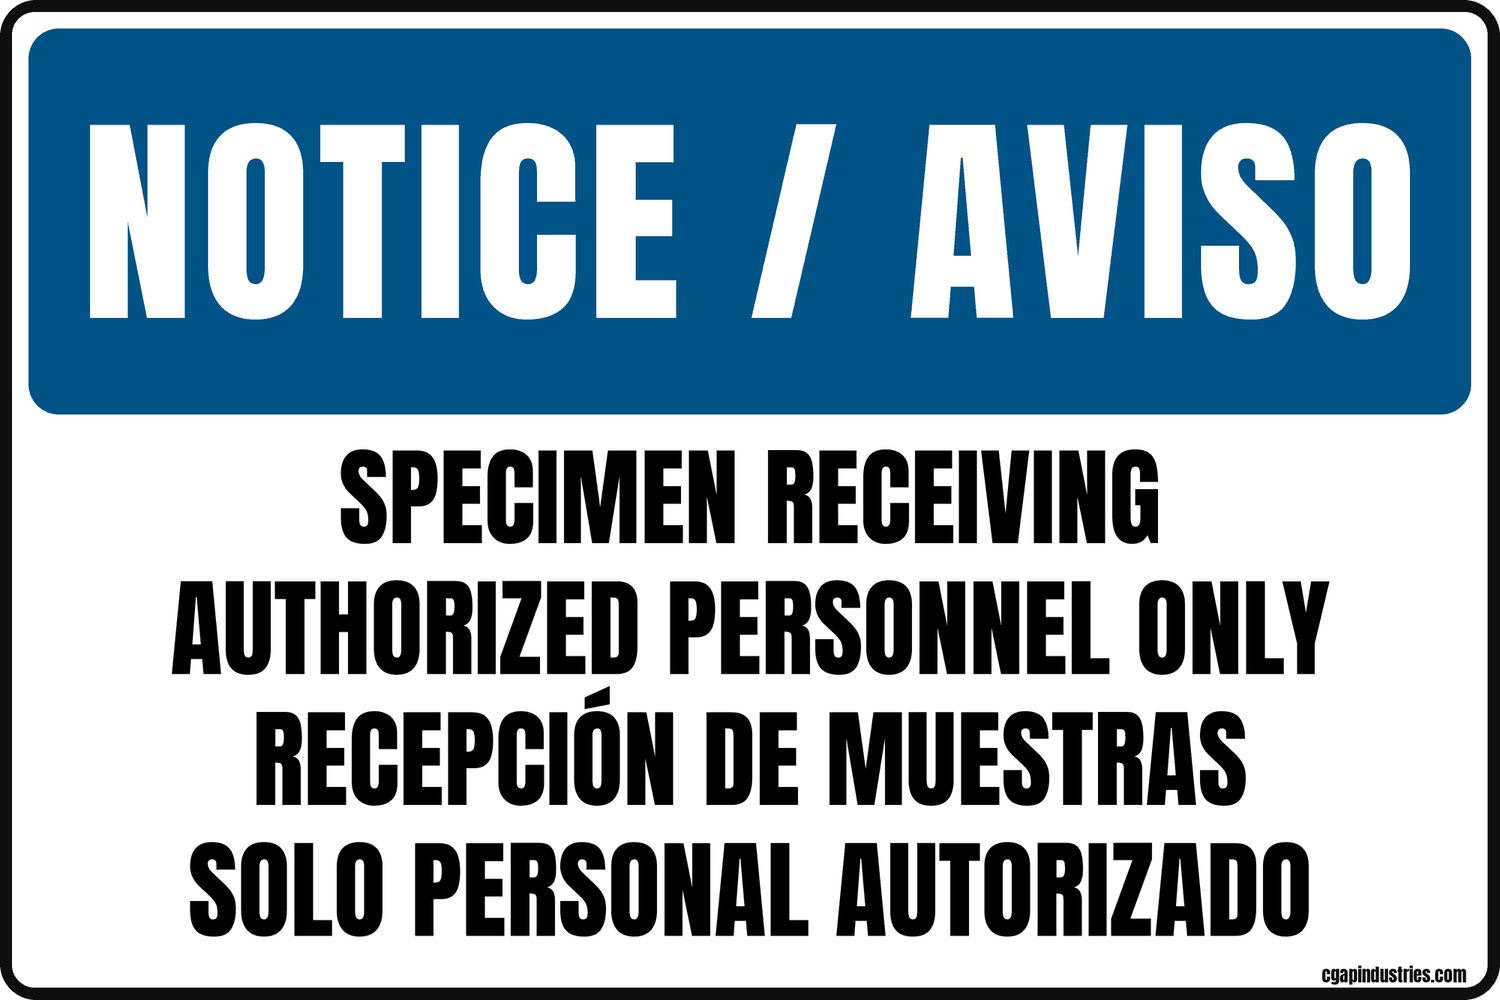 NOTICE / AVISO
SPECIMEN RECEIVING
AUTHORIZED PERSONNEL ONLY
RECEPCIÓN DE MUESTRAS
SOLO PERSONAL AUTORIZADO
cgapindustries.com